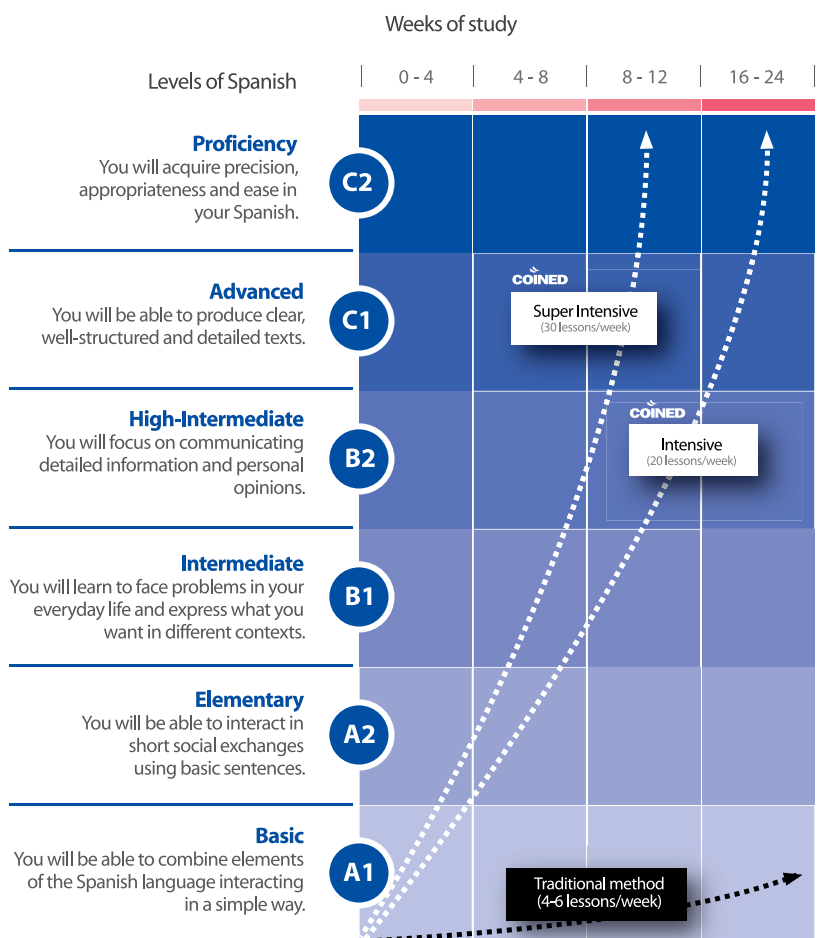 Weeks of study
Levels of Spanish
0 - 4
4 - 8
8 - 12
16 - 24
Proficiency
You will acquire precision,
appropriateness and ease in
your Spanish.
C2
Advanced
You will be able to produce clear,
well-structured and detailed texts.
C1
COINED
Super Intensive
(30 lessons/week)
High-Intermediate
You will focus on communicating
detailed information and personal
opinions.
B2
COINED
Intensive
(20 lessons/week)
Intermediate
You will learn to face problems in your
everyday life and express what you
want in different contexts.
B1
Elementary
You will be able to interact in
short social exchanges
using basic sentences.
A2
Basic
You will be able to combine elements
of the Spanish language interacting
in a simple way.
A1
Traditional method
(4-6 lessons/week)